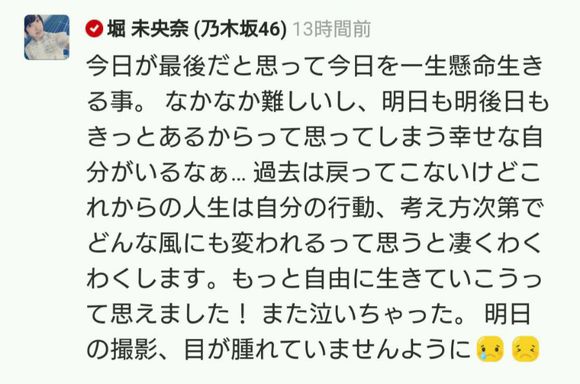 堀 未央奈 (乃木坂46) 13時間前
今日が最後だと思って今日を一生懸命生き
る事。 なかなか難しいし、明日も明後日も
きっとあるからって思ってしまう幸せな自
分がいるなぁ... 過去は戻ってこないけどこ
れからの人生は自分の行動、考え方次第で
どんな風にも変われるって思うと凄くわく
わくします。もっと自由に生きていこうっ
て思えました！ また泣いちゃった。 明日
の撮影、目が腫れていませんように😢😣